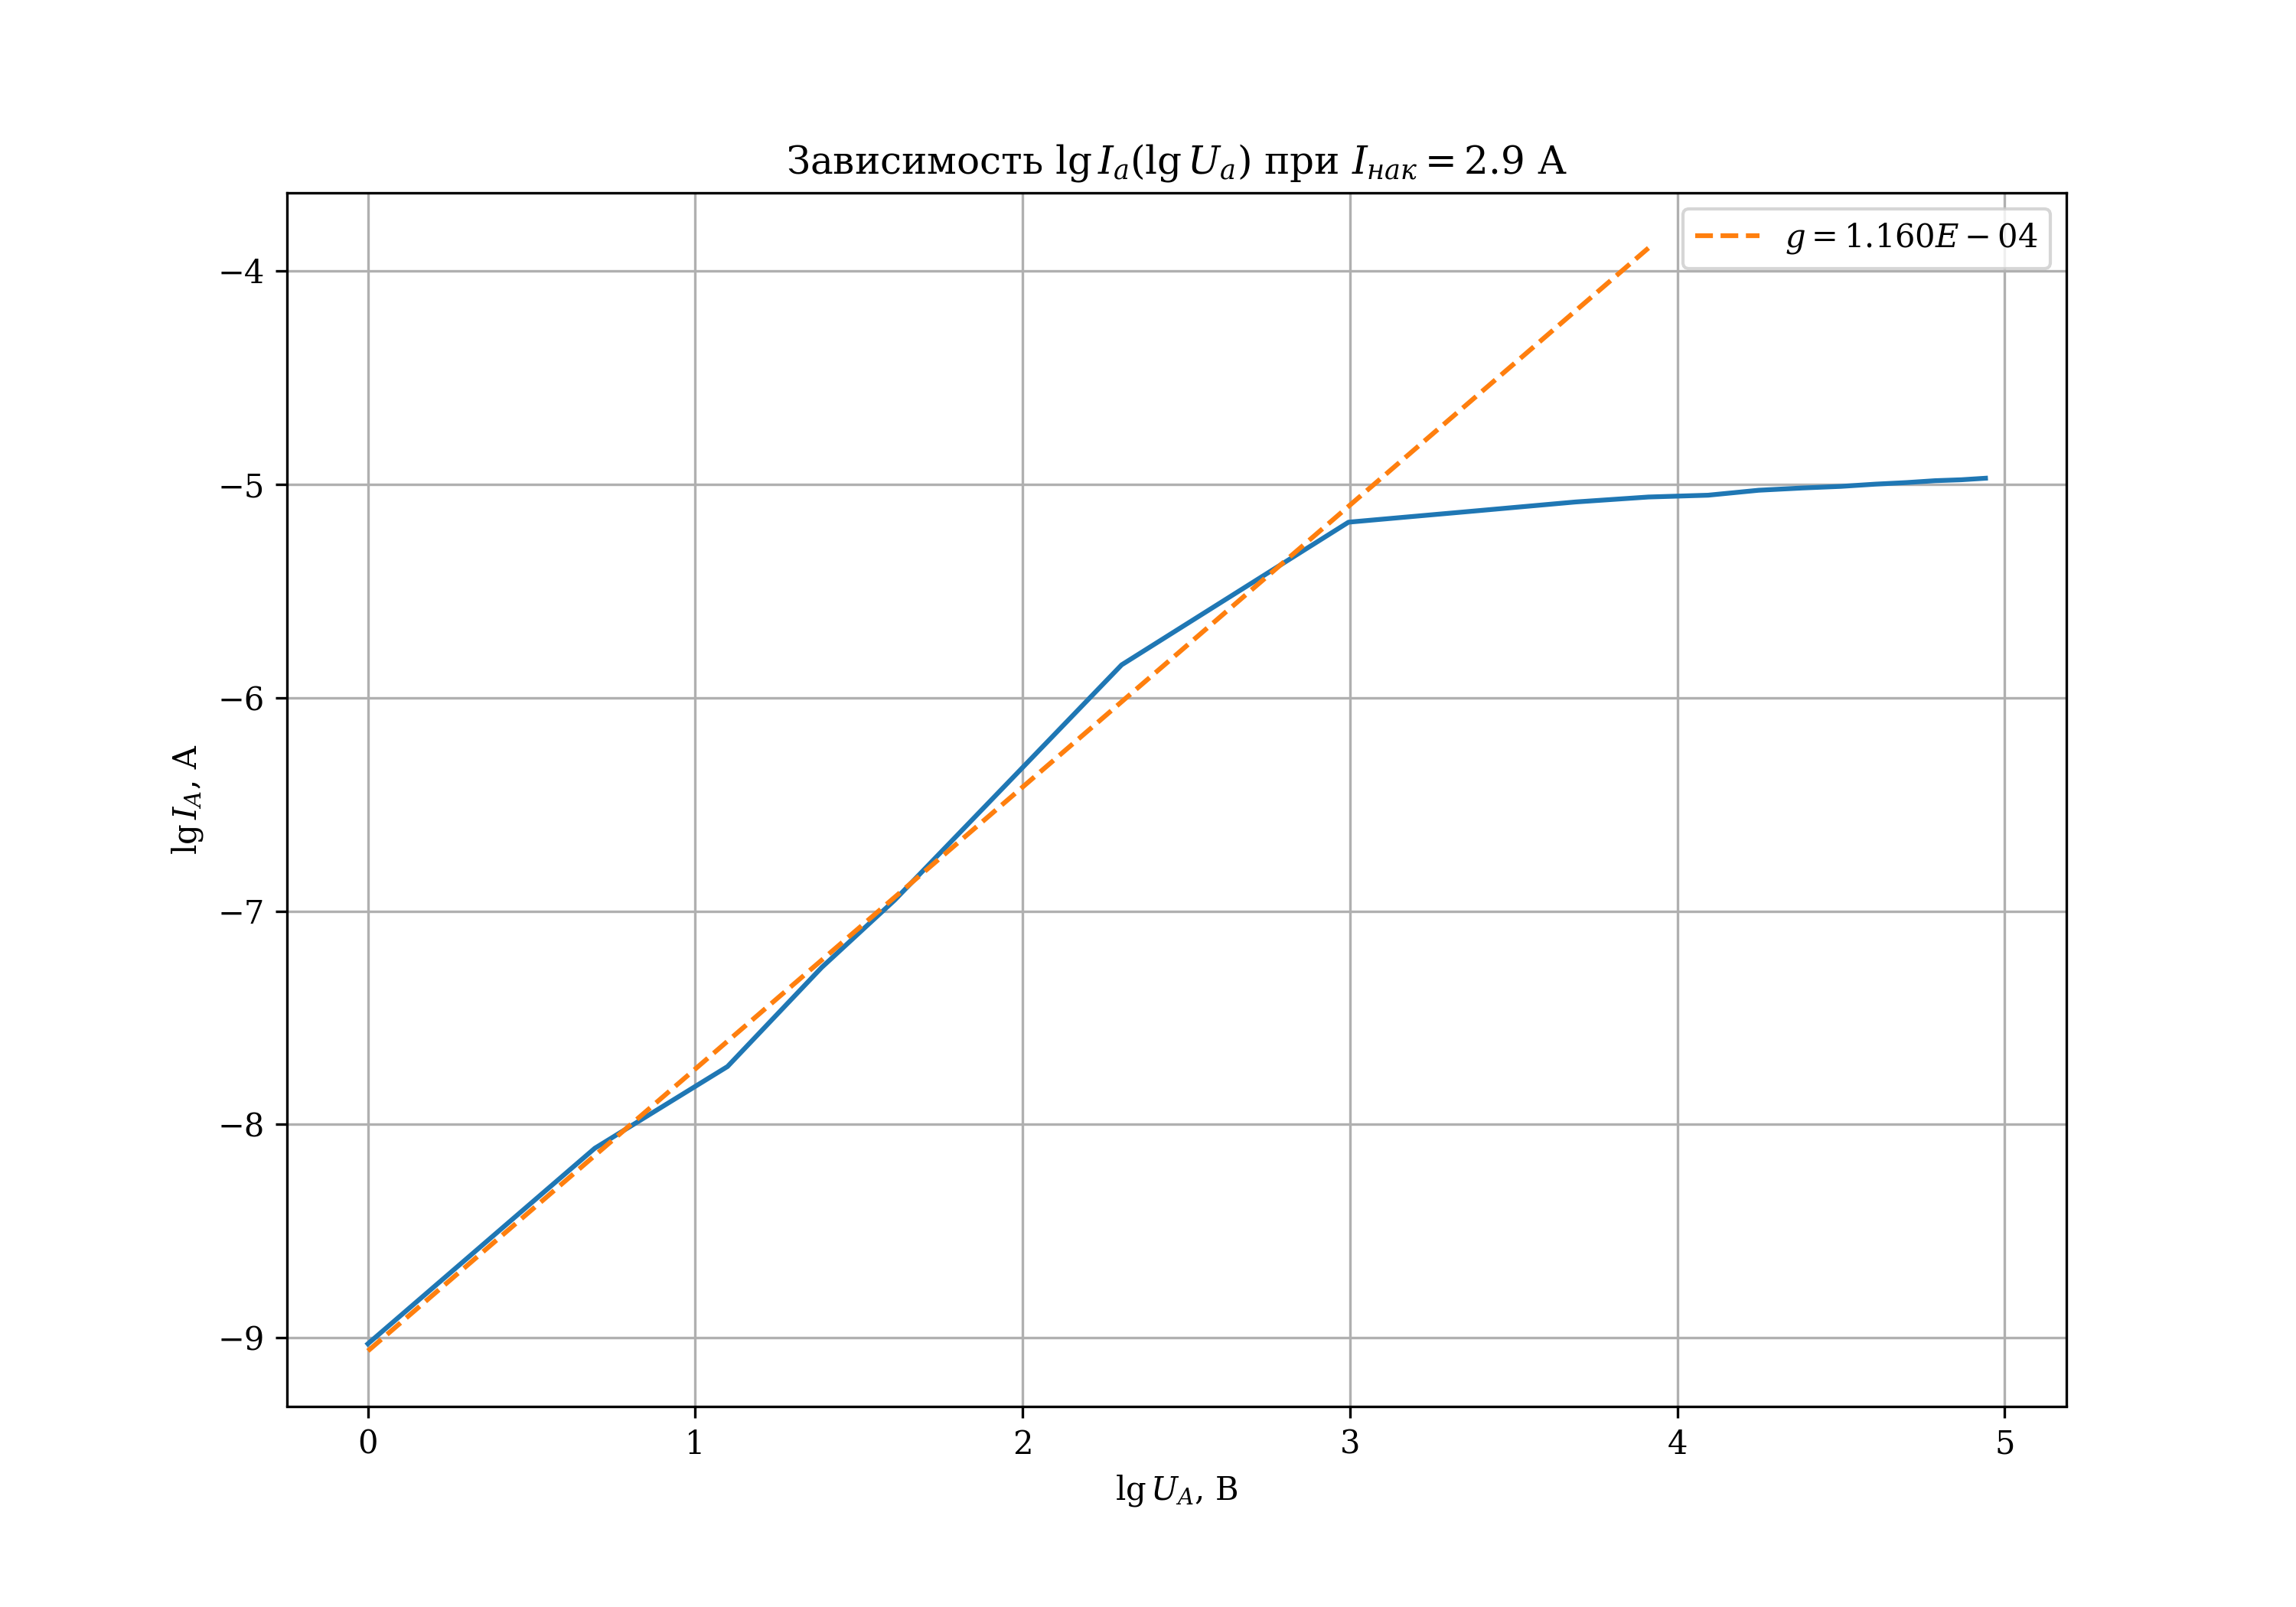 Зависимость lg I_a(lg U_a) при I_нак = 2.9 А
g = 1.160E − 04
−4
−5
−6
−7
−8
−9
lg I_A, А
0 1 2 3 4 5
lg U_A, В